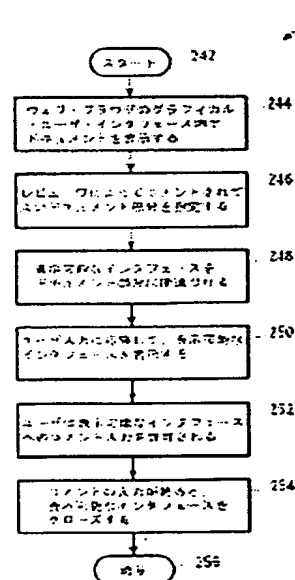 スタート 242
ウェブ・ブラウザのグラフィカル
・ユーザ・インタフェース内で
ドキュメントを表示する
244
レビューワによってコメントされて
よいドキュメント部分を指定する
246
表示可能なインタフェースを
ドキュメント部分に関連付ける
248
ユーザ入力に応答して、表示可能な
インタフェースを表示する
250
ユーザは表示可能なインタフェース
へのコメント入力を許可される
252
コメントの入力が終わると、
表示可能なインタフェースを
クローズする
254
終了 256